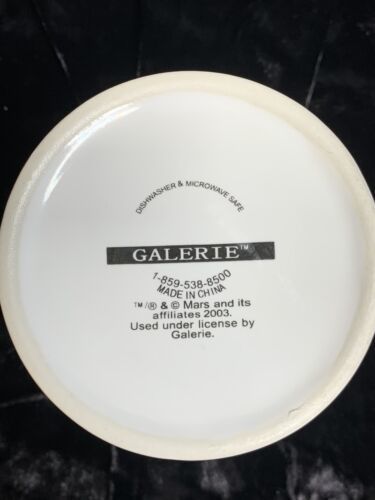 DISHWASHER & MICROWAVE SAFE
GALERIE™
1-859-538-8500
MADE IN CHINA
™/® & © Mars and its
affiliates 2003.
Used under license by
Galerie.